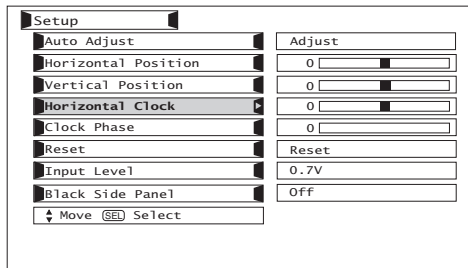 Setup
Auto Adjust Adjust
Horizontal Position 0
Vertical Position 0
Horizontal Clock 0
Clock Phase 0
Reset Reset
Input Level 0.7V
Black Side Panel Off
Move SEL Select